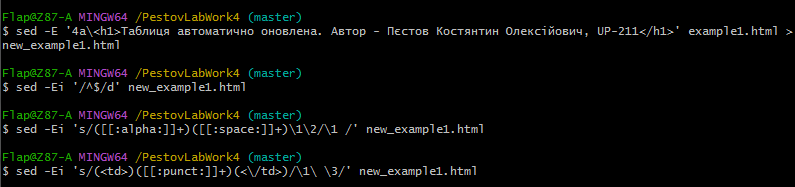 Flap@Z87-A MINGW64 /PestovLabWork4 (master)
$ sed -E '4a\<h1>Таблиця автоматично оновлена. Автор - Пєстов Костянтин Олексійович, UP-211</h1>' example1.html >
new_example1.html
Flap@Z87-A MINGW64 /PestovLabWork4 (master)
$ sed -Ei '/^$/d' new_example1.html
Flap@Z87-A MINGW64 /PestovLabWork4 (master)
$ sed -Ei 's/([[:alpha:]]+)([[:space:]]+)\1\2/\1 /' new_example1.html
Flap@Z87-A MINGW64 /PestovLabWork4 (master)
$ sed -Ei 's/(<td>)([[:punct:]]+)(<\/td>)/\1\ \3/' new_example1.html